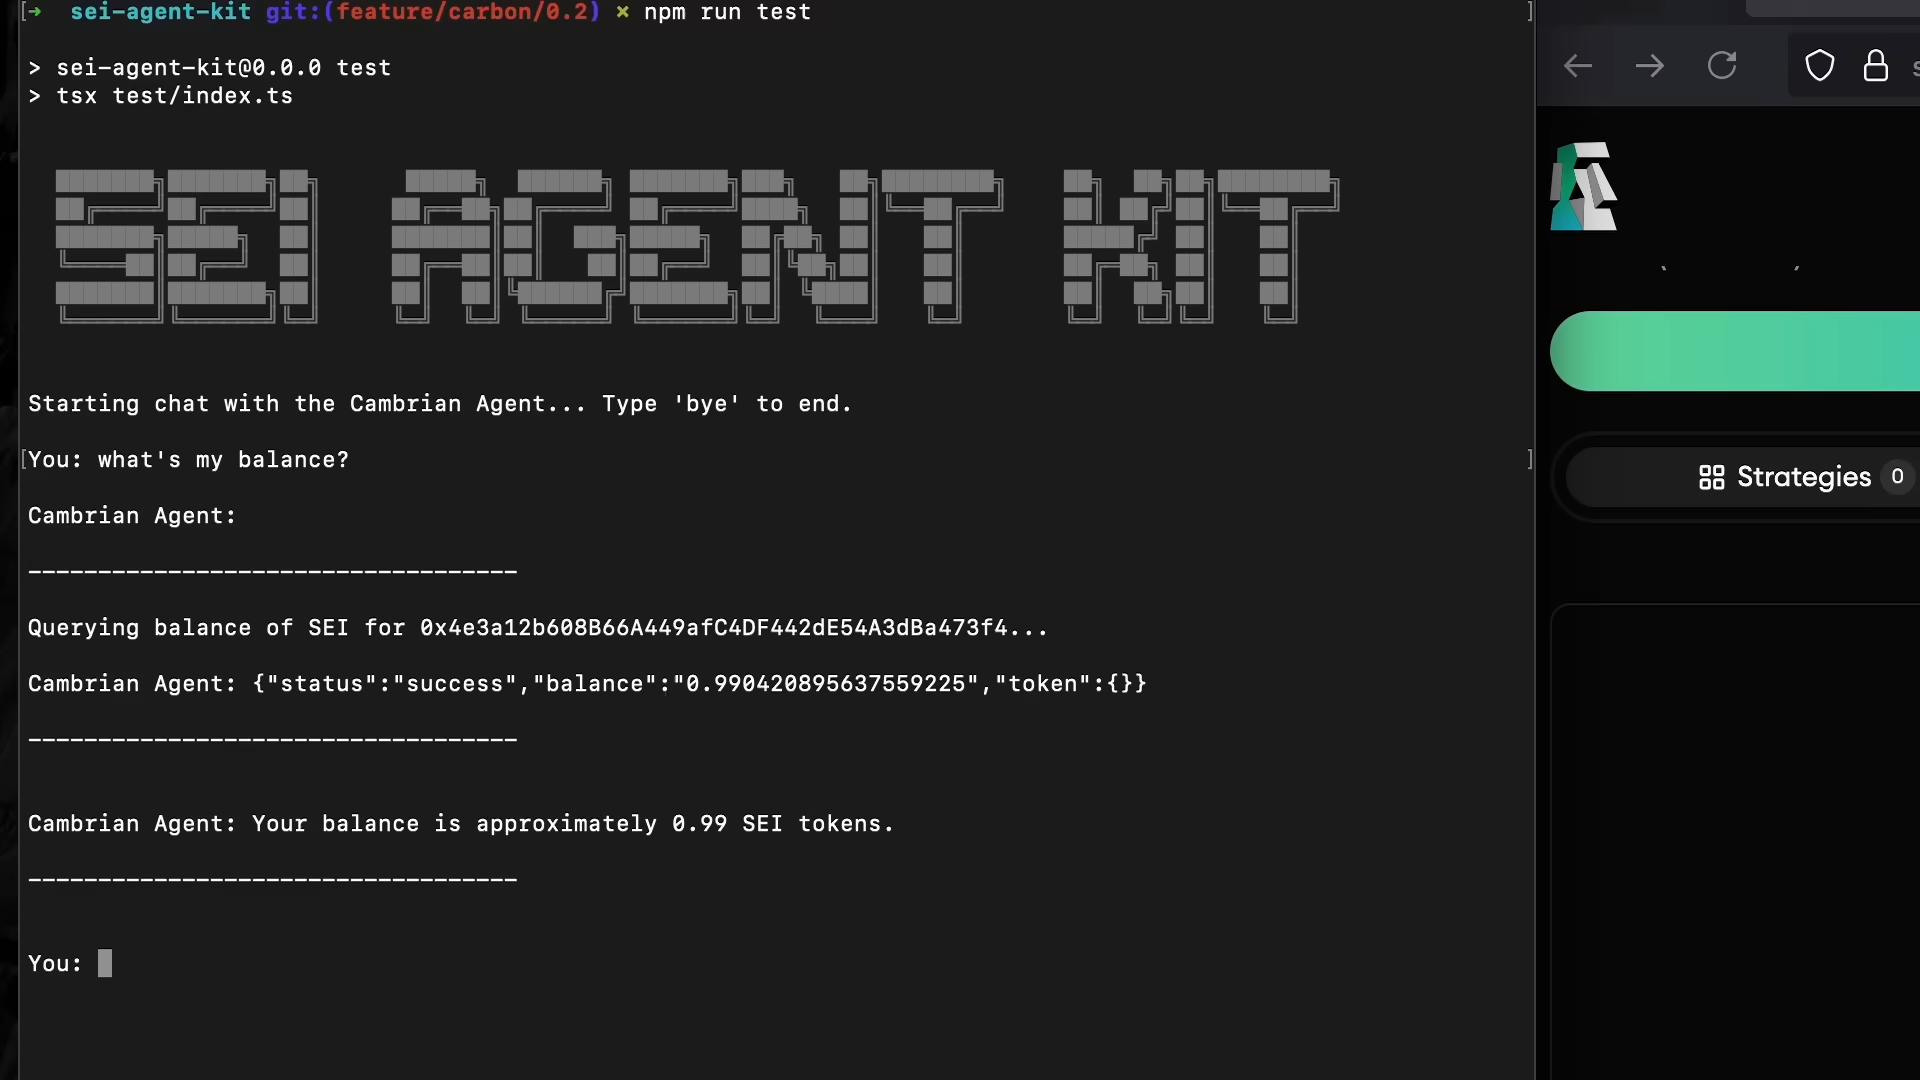 [➜ sei-agent-kit git:(feature/carbon/0.2) × npm run test ]
> sei-agent-kit@0.0.0 test
> tsx test/index.ts
SEI AGENT KIT
Starting chat with the Cambrian Agent... Type 'bye' to end.
[You: what's my balance? ]
Cambrian Agent:
-----------------------------------
Querying balance of SEI for 0x4e3a12b608B66A449afC4DF442dE54A3dBa473f4...
Cambrian Agent: {"status":"success","balance":"0.990420895637559225","token":{}}
-----------------------------------
Cambrian Agent: Your balance is approximately 0.99 SEI tokens.
-----------------------------------
You:
Strategies 0